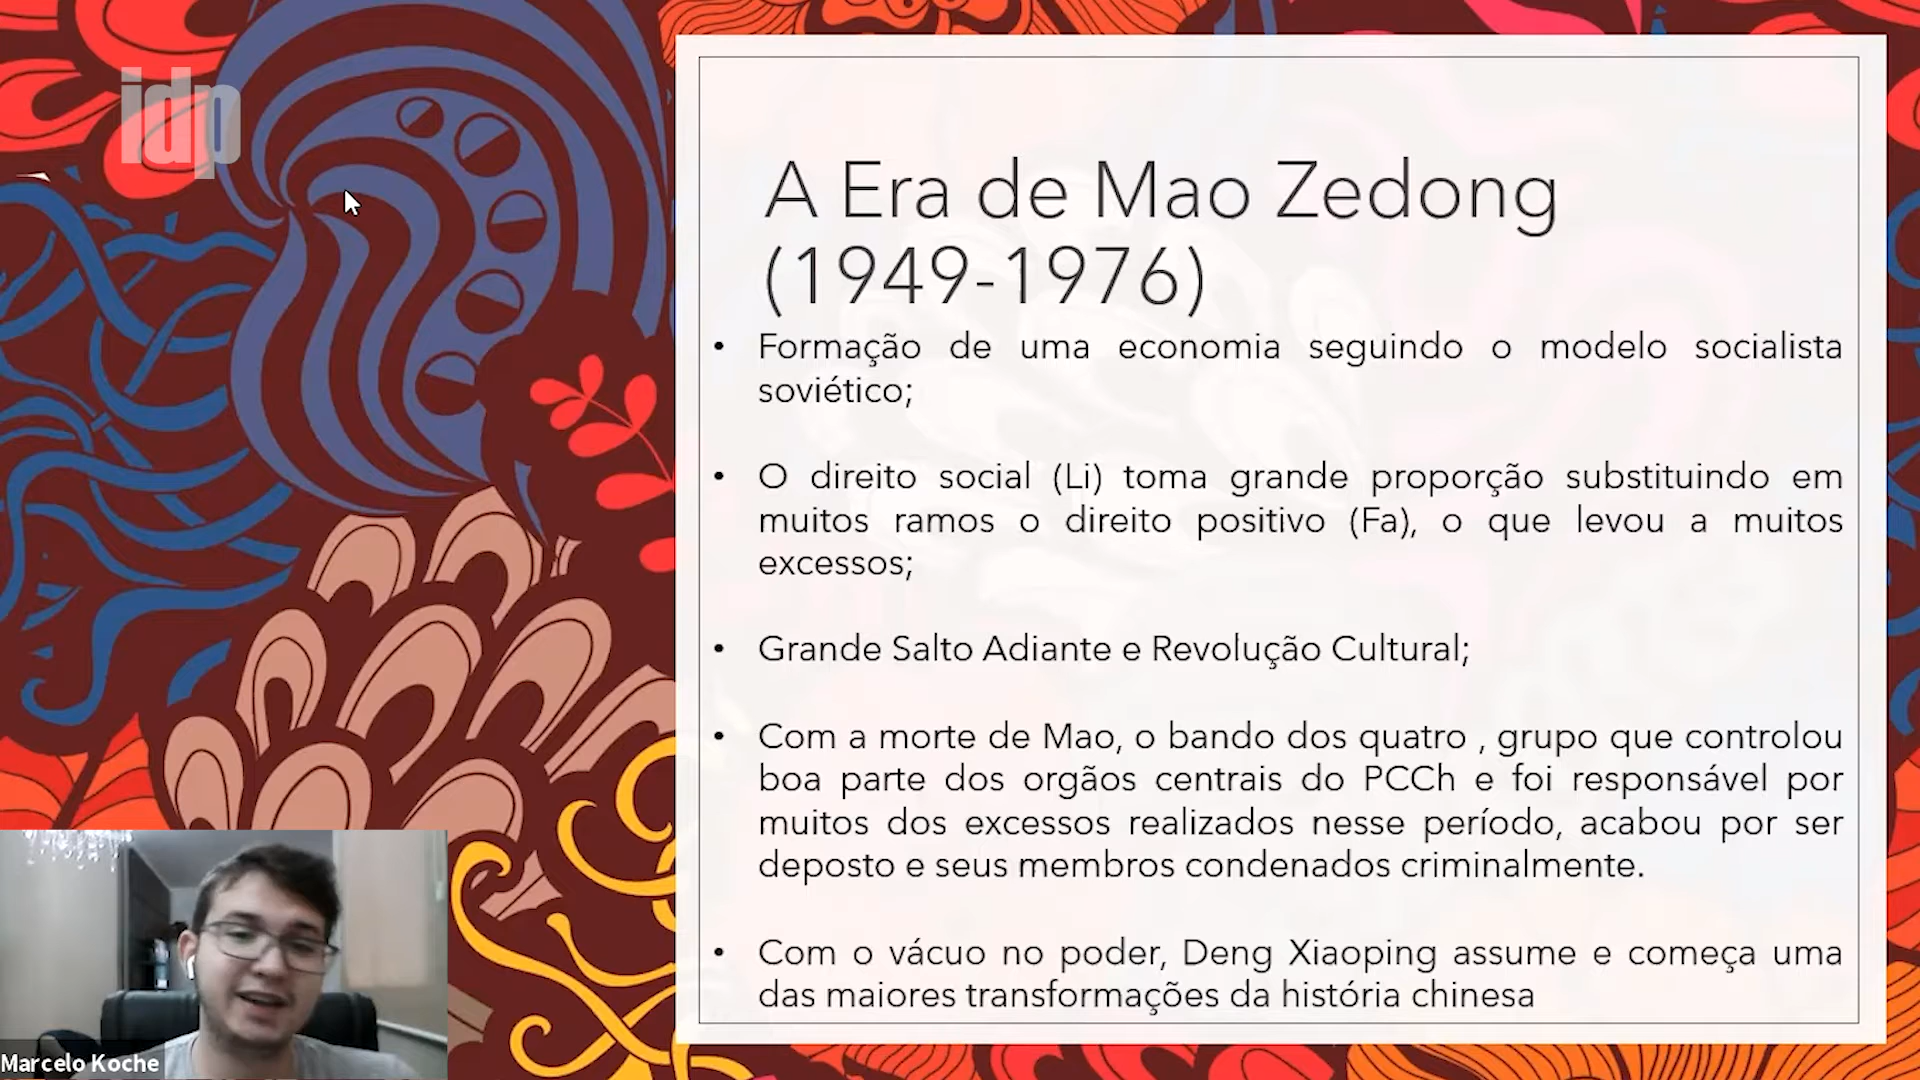 idp
A Era de Mao Zedong
(1949-1976)
• Formação de uma economia seguindo o modelo socialista
soviético;
• O direito social (Li) toma grande proporção substituindo em
muitos ramos o direito positivo (Fa), o que levou a muitos
excessos;
• Grande Salto Adiante e Revolução Cultural;
• Com a morte de Mao, o bando dos quatro , grupo que controlou
boa parte dos orgãos centrais do PCCh e foi responsável por
muitos dos excessos realizados nesse período, acabou por ser
deposto e seus membros condenados criminalmente.
• Com o vácuo no poder, Deng Xiaoping assume e começa uma
das maiores transformações da história chinesa
Marcelo Koche